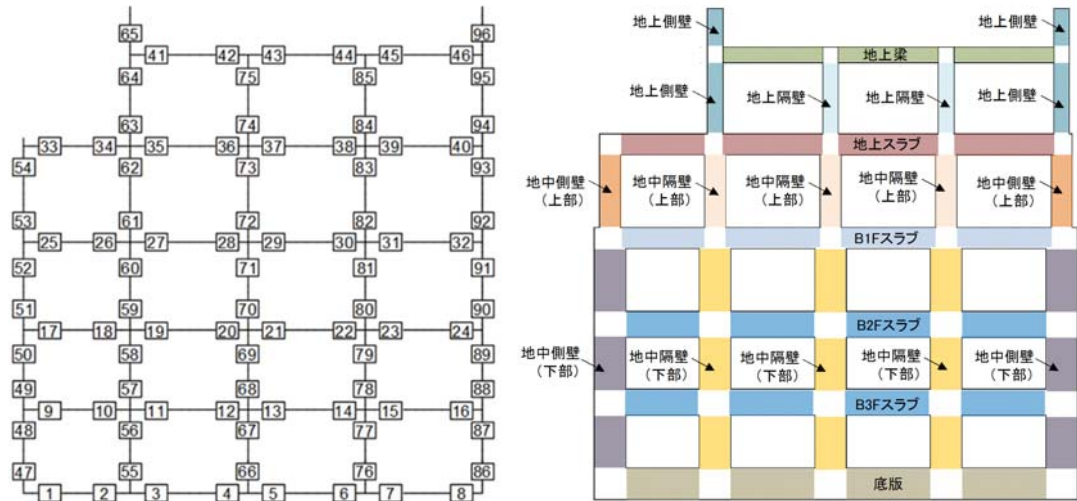 65 96
41 42 43 44 45 46
64 75 85 95
63 74 84 94
33 34 35 36 37 38 39 40
54 62 73 83 93
53 61 72 82 92
25 26 27 28 29 30 31 32
52 60 71 81 91
51 59 70 80 90
17 18 19 20 21 22 23 24
50 58 69 79 89
49 57 68 78 88
9 10 11 12 13 14 15 16
48 56 67 77 87
47 55 66 76 86
1 2 3 4 5 6 7 8
地上側壁 地上側壁
地上梁
地上側壁 地上隔壁 地上隔壁 地上側壁
地上スラブ
地中側壁 地中隔壁 地中隔壁 地中隔壁 地中側壁
(上部) (上部) (上部) (上部) (上部)
B1Fスラブ
B2Fスラブ
地中側壁 地中隔壁 地中隔壁 地中隔壁 地中側壁
(下部) (下部) (下部) (下部) (下部)
B3Fスラブ
底版